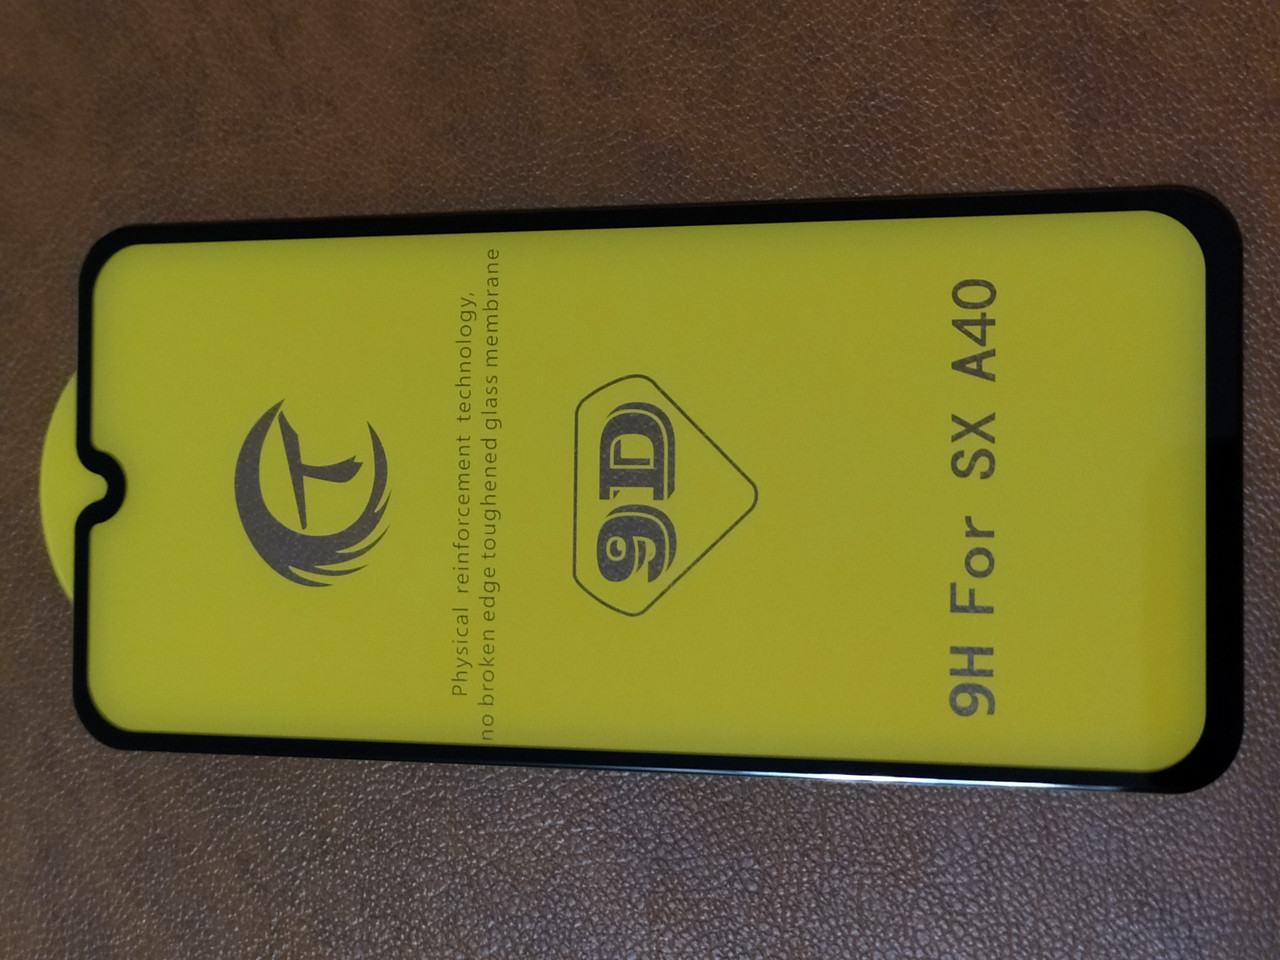 T
Physical reinforcement technology,
no broken edge toughened glass membrane
9D
9H For SX A40